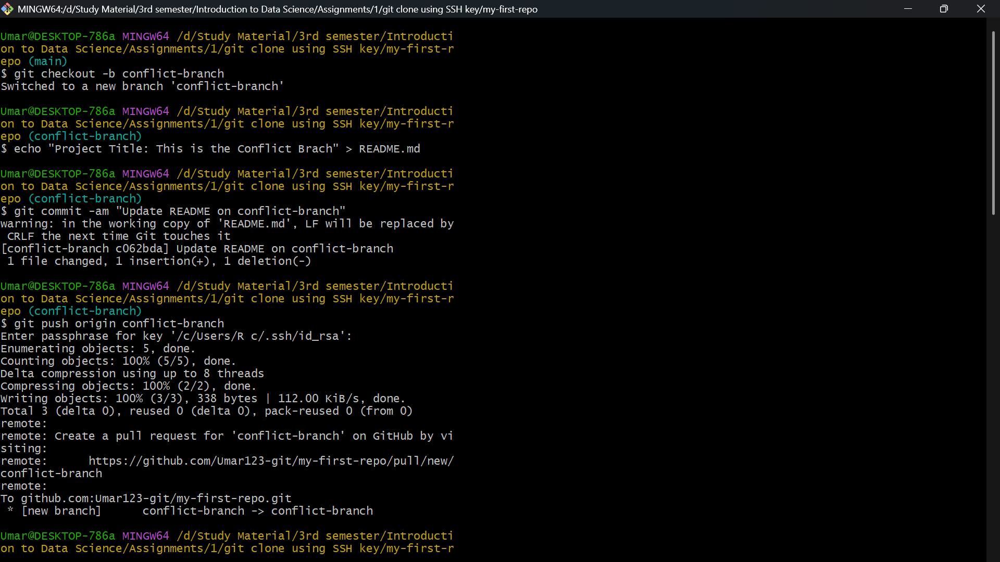 MINGW64:/d/Study Material/3rd semester/Introduction to Data Science/Assignments/1/git clone using SSH key/my-first-repo
Umar@DESKTOP-786a MINGW64 /d/Study Material/3rd semester/Introducti
on to Data Science/Assignments/1/git clone using SSH key/my-first-r
epo (main)
$ git checkout -b conflict-branch
Switched to a new branch 'conflict-branch'
Umar@DESKTOP-786a MINGW64 /d/Study Material/3rd semester/Introducti
on to Data Science/Assignments/1/git clone using SSH key/my-first-r
epo (conflict-branch)
$ echo "Project Title: This is the Conflict Brach" > README.md
Umar@DESKTOP-786a MINGW64 /d/Study Material/3rd semester/Introducti
on to Data Science/Assignments/1/git clone using SSH key/my-first-r
epo (conflict-branch)
$ git commit -am "Update README on conflict-branch"
warning: in the working copy of 'README.md', LF will be replaced by
 CRLF the next time Git touches it
[conflict-branch c062bda] Update README on conflict-branch
 1 file changed, 1 insertion(+), 1 deletion(-)
Umar@DESKTOP-786a MINGW64 /d/Study Material/3rd semester/Introducti
on to Data Science/Assignments/1/git clone using SSH key/my-first-r
epo (conflict-branch)
$ git push origin conflict-branch
Enter passphrase for key '/c/Users/R c/.ssh/id_rsa':
Enumerating objects: 5, done.
Counting objects: 100% (5/5), done.
Delta compression using up to 8 threads
Compressing objects: 100% (2/2), done.
Writing objects: 100% (3/3), 338 bytes | 112.00 KiB/s, done.
Total 3 (delta 0), reused 0 (delta 0), pack-reused 0 (from 0)
remote:
remote: Create a pull request for 'conflict-branch' on GitHub by vi
siting:
remote:      https://github.com/Umar123-git/my-first-repo/pull/new/
conflict-branch
remote:
To github.com:Umar123-git/my-first-repo.git
 * [new branch]      conflict-branch -> conflict-branch
Umar@DESKTOP-786a MINGW64 /d/Study Material/3rd semester/Introducti
on to Data Science/Assignments/1/git clone using SSH key/my-first-r